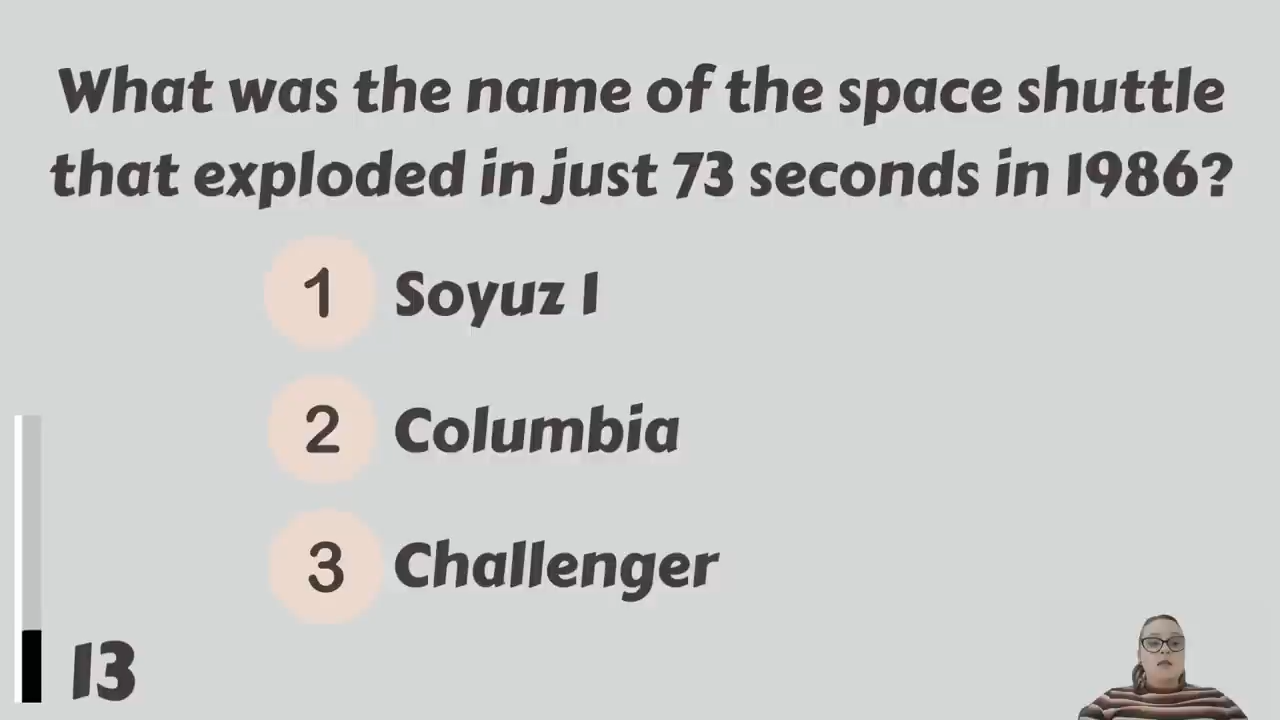 What was the name of the space shuttle
that exploded in just 73 seconds in 1986?
1 Soyuz 1
2 Columbia
3 Challenger
13